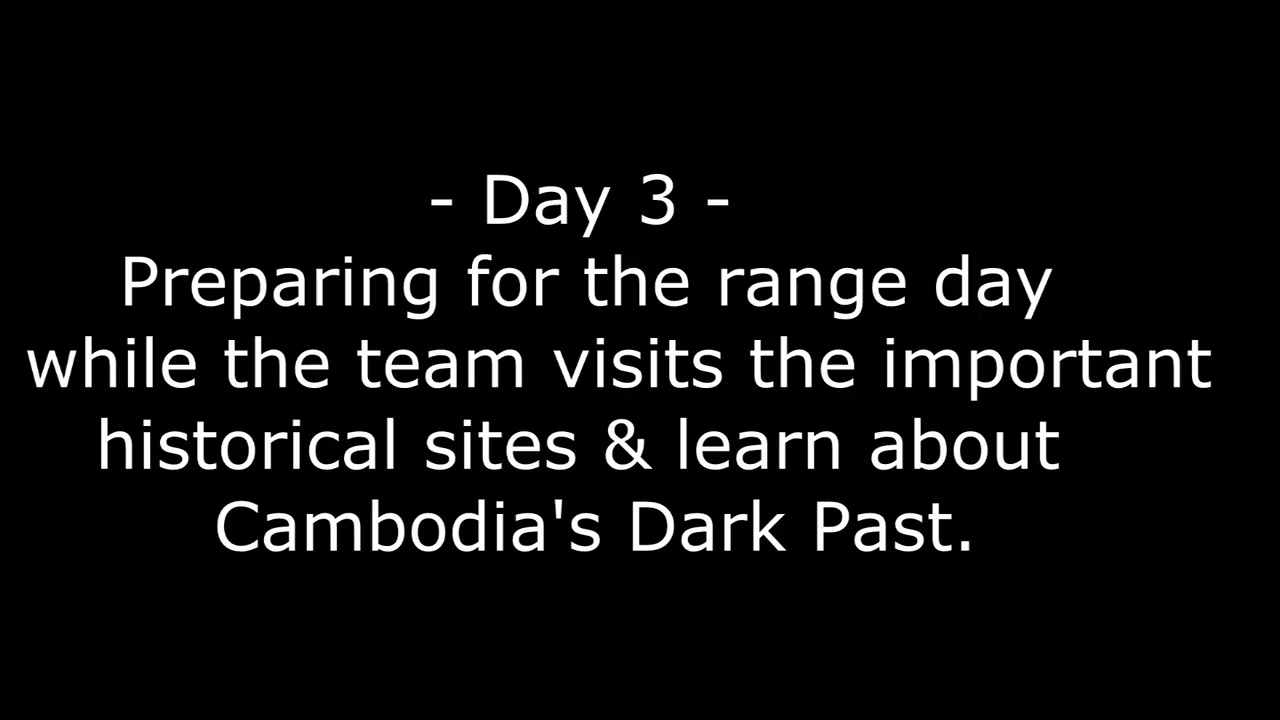 - Day 3 -
Preparing for the range day
while the team visits the important
historical sites & learn about
Cambodia's Dark Past.